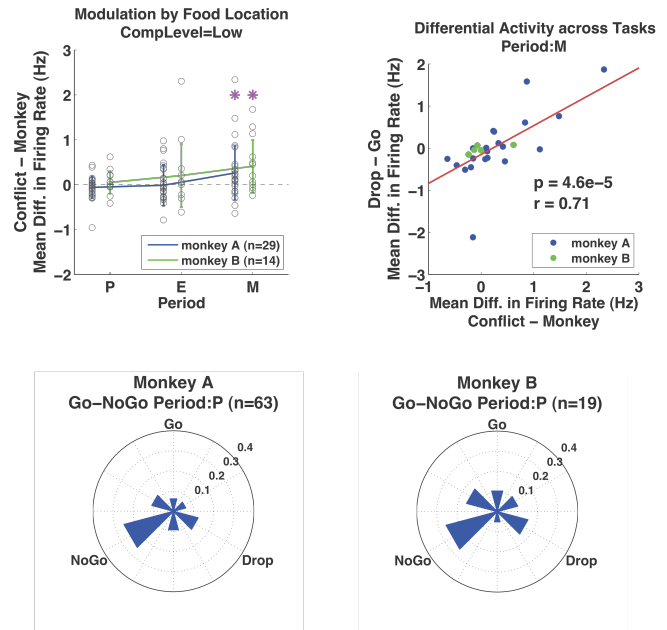 Modulation by Food Location
CompLevel=Low
Conflict – Monkey
Mean Diff. in Firing Rate (Hz)
3
2
1
0
−1
−2
P
E
M
Period
monkey A (n=29)
monkey B (n=14)
Differential Activity across Tasks
Period:M
Drop – Go
Mean Diff. in Firing Rate (Hz)
2
1
0
−1
−2
−3
−1
0
1
2
3
p = 4.6e−5
r = 0.71
monkey A
monkey B
Mean Diff. in Firing Rate (Hz)
Conflict – Monkey
Monkey A
Go−NoGo Period:P (n=63)
Go
0.4
0.3
0.2
0.1
NoGo
Drop
Monkey B
Go−NoGo Period:P (n=19)
Go
0.4
0.3
0.2
0.1
NoGo
Drop